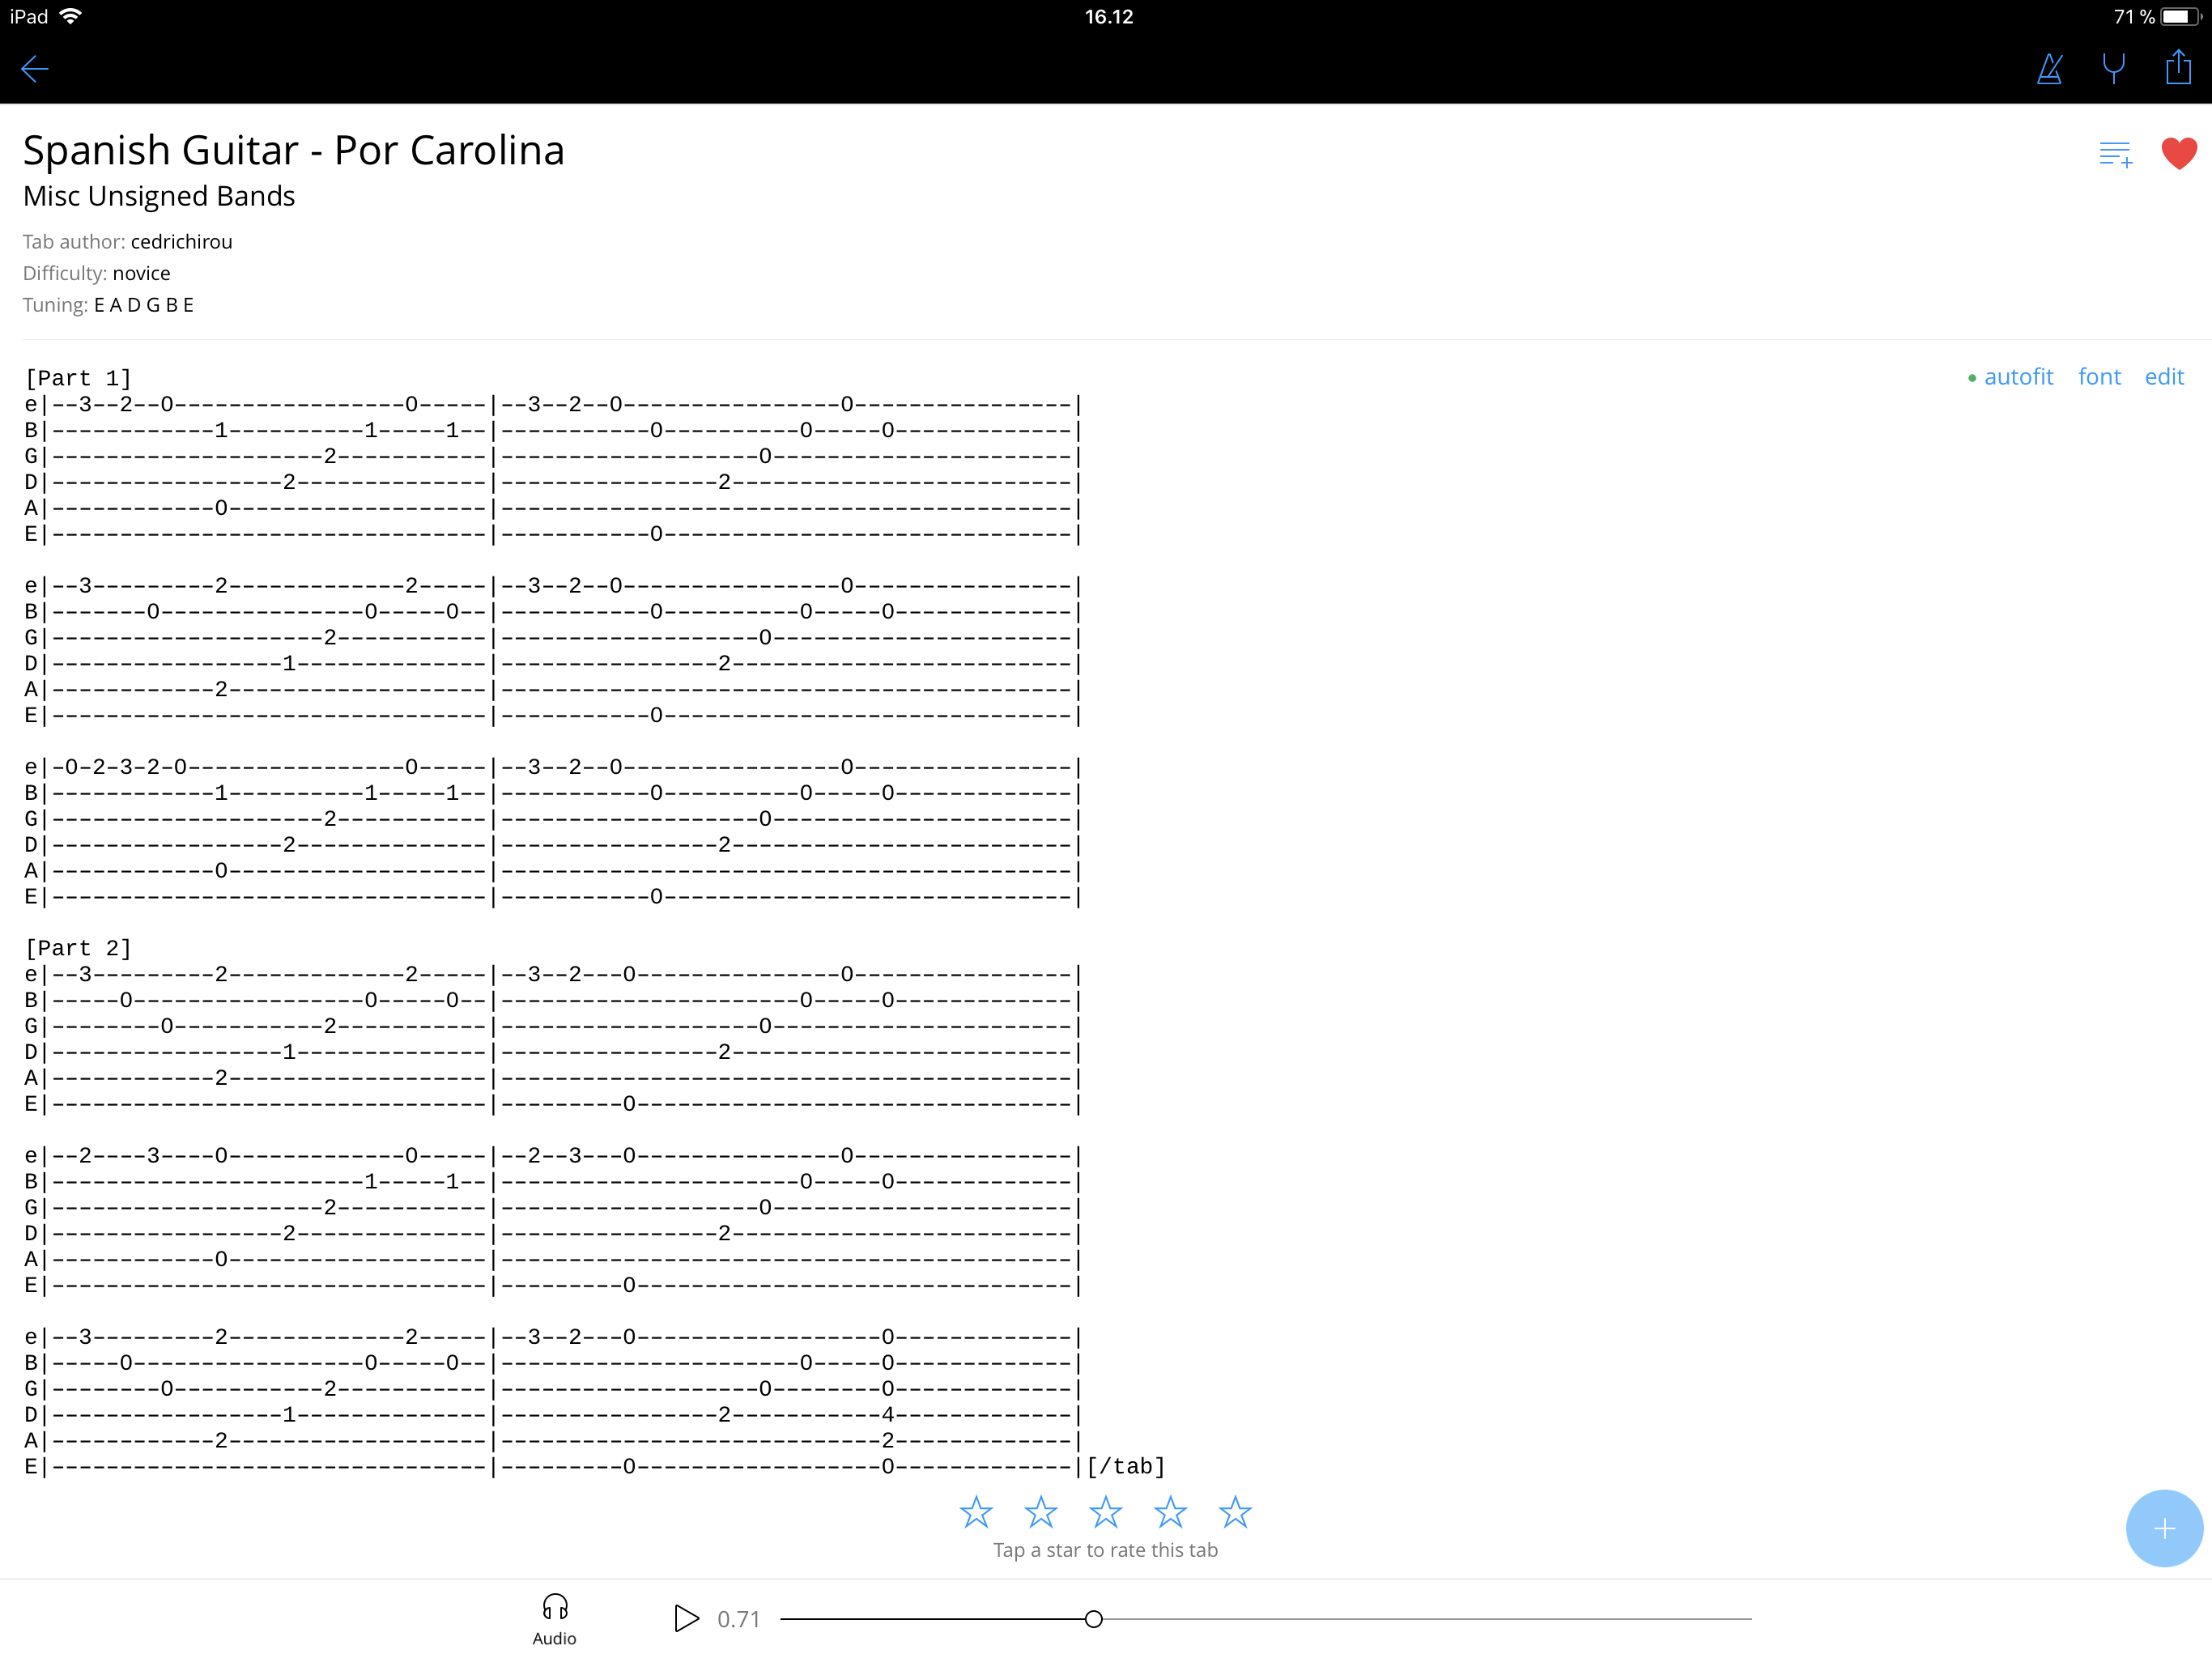 iPad 16.12 71 %
Spanish Guitar - Por Carolina
Misc Unsigned Bands
Tab author: cedrichirou
Difficulty: novice
Tuning: E A D G B E
autofit font edit
[Part 1]
e|--3--2--0-----------------0-----|--3--2--0----------------0----------------|
B|------------1----------1-----1--|-----------0----------0-----0-------------|
G|--------------------2-----------|-------------------0----------------------|
D|-----------------2--------------|----------------2-------------------------|
A|------------0-------------------|------------------------------------------|
E|--------------------------------|-----------0------------------------------|
e|--3---------2-------------2-----|--3--2--0----------------0----------------|
B|-------0---------------0-----0--|-----------0----------0-----0-------------|
G|--------------------2-----------|-------------------0----------------------|
D|-----------------1--------------|----------------2-------------------------|
A|------------2-------------------|------------------------------------------|
E|--------------------------------|-----------0------------------------------|
e|-0-2-3-2-0----------------0-----|--3--2--0----------------0----------------|
B|------------1----------1-----1--|-----------0----------0-----0-------------|
G|--------------------2-----------|-------------------0----------------------|
D|-----------------2--------------|----------------2-------------------------|
A|------------0-------------------|------------------------------------------|
E|--------------------------------|-----------0------------------------------|
[Part 2]
e|--3---------2-------------2-----|--3--2---0---------------0----------------|
B|-----0-----------------0-----0--|----------------------0-----0-------------|
G|--------0-----------2-----------|-------------------0----------------------|
D|-----------------1--------------|----------------2-------------------------|
A|------------2-------------------|------------------------------------------|
E|--------------------------------|---------0--------------------------------|
e|--2----3----0-------------0-----|--2--3---0---------------0----------------|
B|-----------------------1-----1--|----------------------0-----0-------------|
G|--------------------2-----------|-------------------0----------------------|
D|-----------------2--------------|----------------2-------------------------|
A|------------0-------------------|------------------------------------------|
E|--------------------------------|---------0--------------------------------|
e|--3---------2-------------2-----|--3--2---0------------------0-------------|
B|-----0-----------------0-----0--|----------------------0-----0-------------|
G|--------0-----------2-----------|-------------------0--------0-------------|
D|-----------------1--------------|----------------2-----------4-------------|
A|------------2-------------------|----------------------------2-------------|
E|--------------------------------|---------0------------------0-------------|[/tab]
Tap a star to rate this tab
Audio 0.71